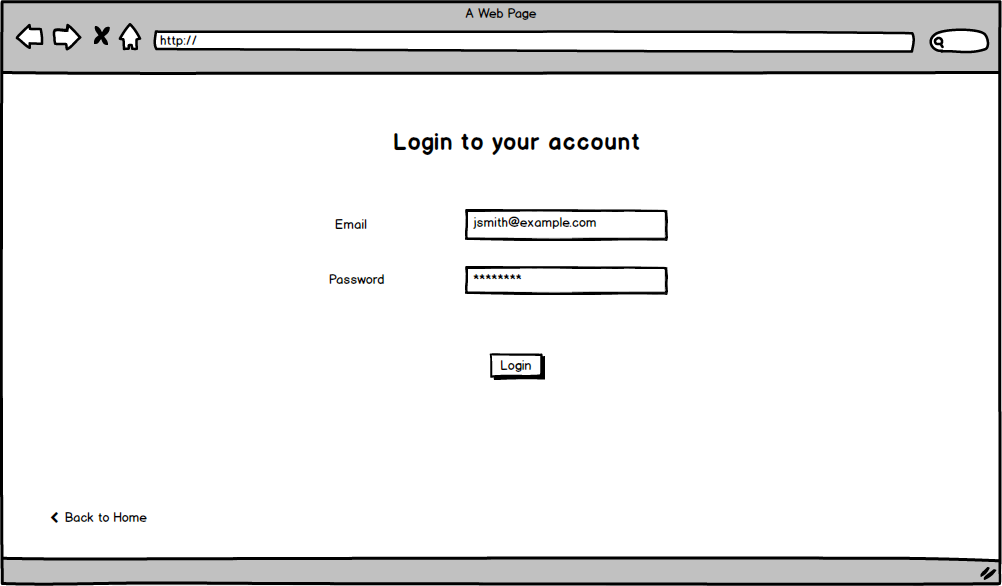 A Web Page
http://
Login to your account
Email
jsmith@example.com
Password
********
Login
Back to Home